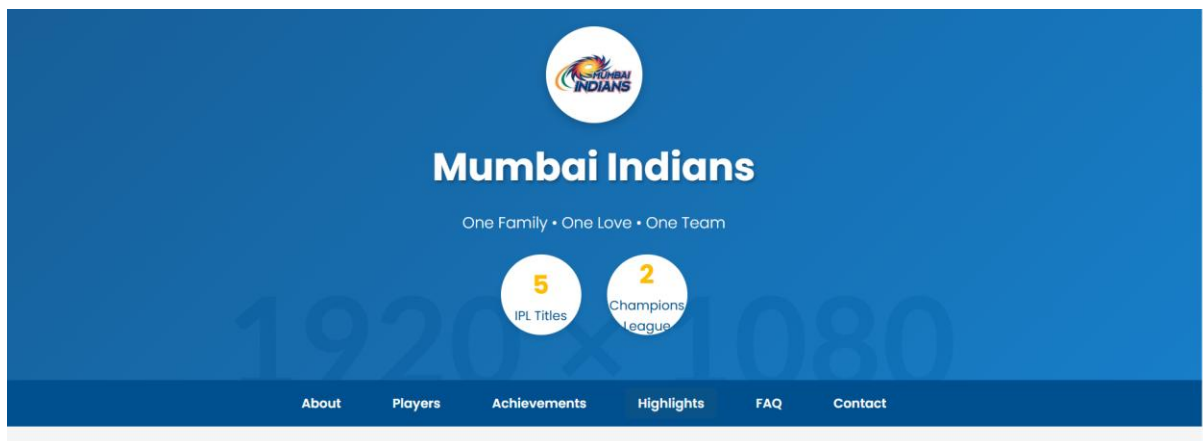 MUMBAI
INDIANS
Mumbai Indians
One Family • One Love • One Team
5
IPL Titles
2
Champions
League
1920 × 1080
About Players Achievements Highlights FAQ Contact